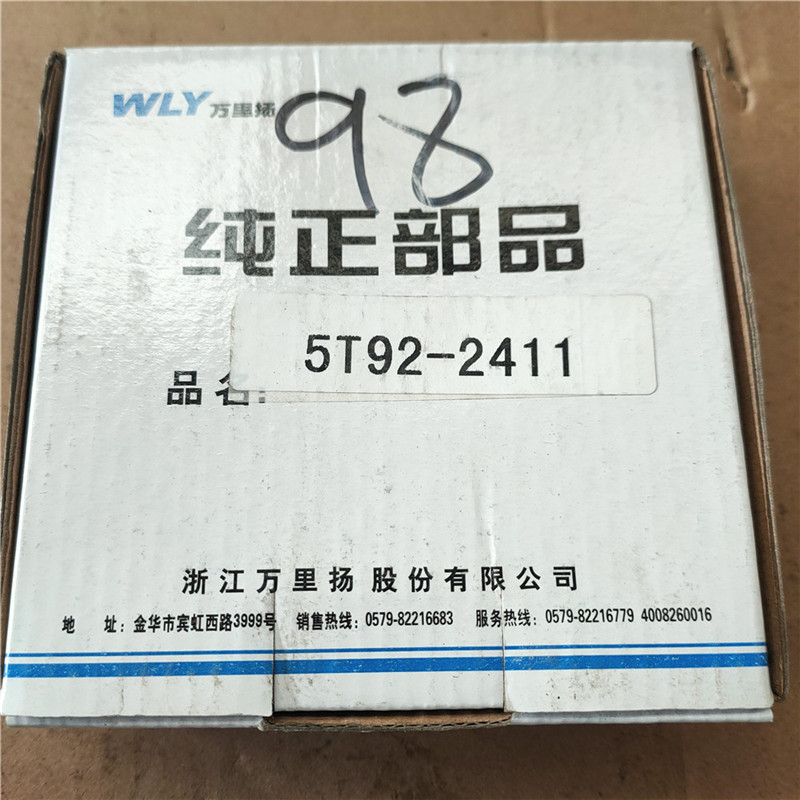 WLY 万里扬
98
纯正部品
5T92-2411
品名:
浙江万里扬股份有限公司
地 址: 金华市宾虹西路3999号 销售热线: 0579-82216683 服务热线: 0579-82216779 4008260016